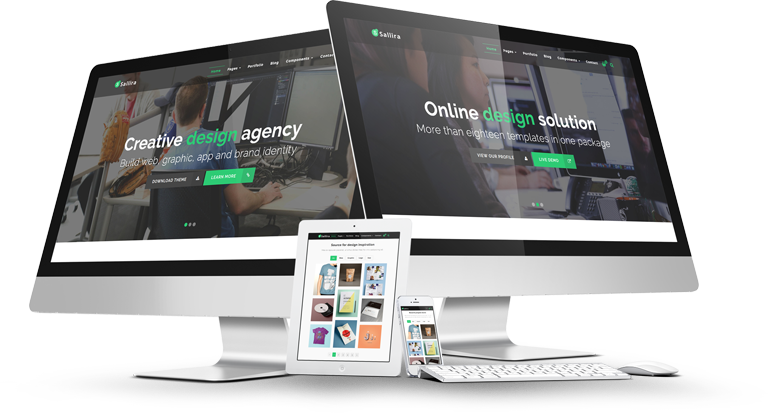 Sallira
Home Pages Portfolio Blog Components Contact
Creative design agency
Build web, graphic, app and brand identity
DOWNLOAD THEME
LEARN MORE
Sallira
Home Pages Portfolio Blog Components Contact
Online design solution
More than eighteen templates in one package
VIEW OUR PROFILE
LIVE DEMO
Sallira
Source for design inspiration